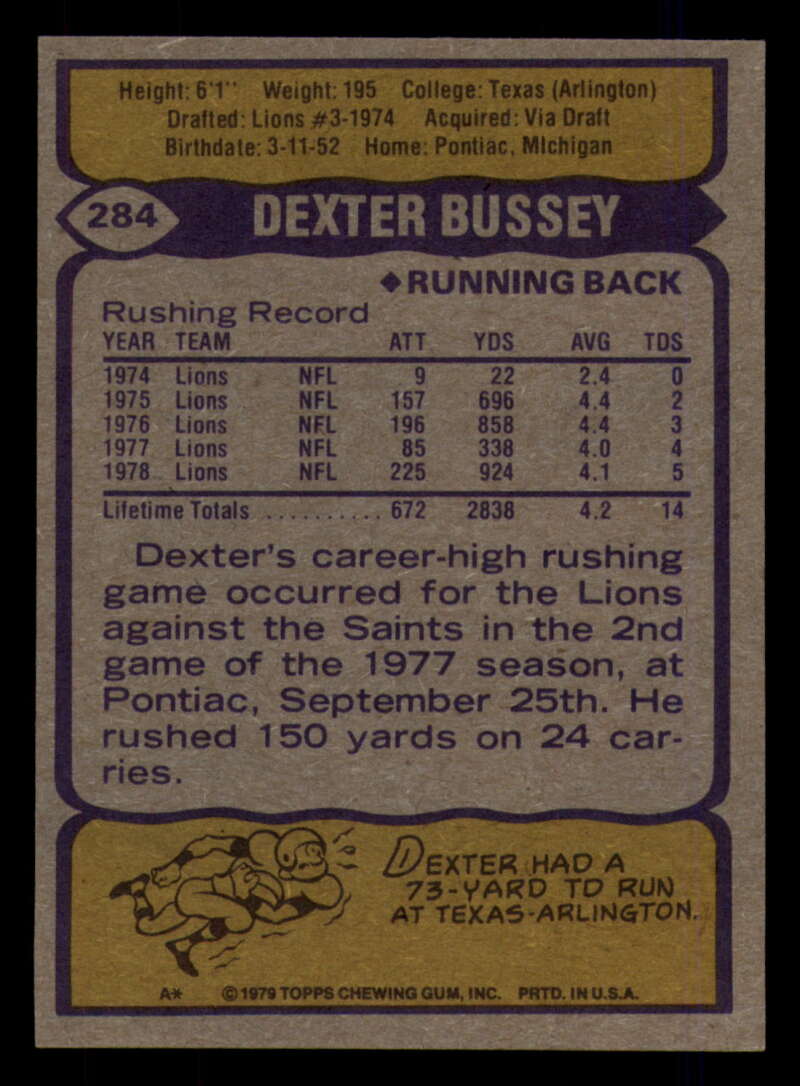 Height: 6'1" Weight: 195 College: Texas (Arlington)
Drafted: Lions #3-1974 Acquired: Via Draft
Birthdate: 3-11-52 Home: Pontiac, Michigan
284 DEXTER BUSSEY
◆RUNNING BACK
Rushing Record
YEAR TEAM ATT YDS AVG TDS
1974 Lions NFL 9 22 2.4 0
1975 Lions NFL 157 696 4.4 2
1976 Lions NFL 196 858 4.4 3
1977 Lions NFL 85 338 4.0 4
1978 Lions NFL 225 924 4.1 5
Lifetime Totals .......... 672 2838 4.2 14
Dexter's career-high rushing
game occurred for the Lions
against the Saints in the 2nd
game of the 1977 season, at
Pontiac, September 25th. He
rushed 150 yards on 24 car-
ries.
DEXTER HAD A
73-YARD TD RUN
AT TEXAS-ARLINGTON.
A* ©1979 TOPPS CHEWING GUM, INC. PRTD. IN U.S.A.